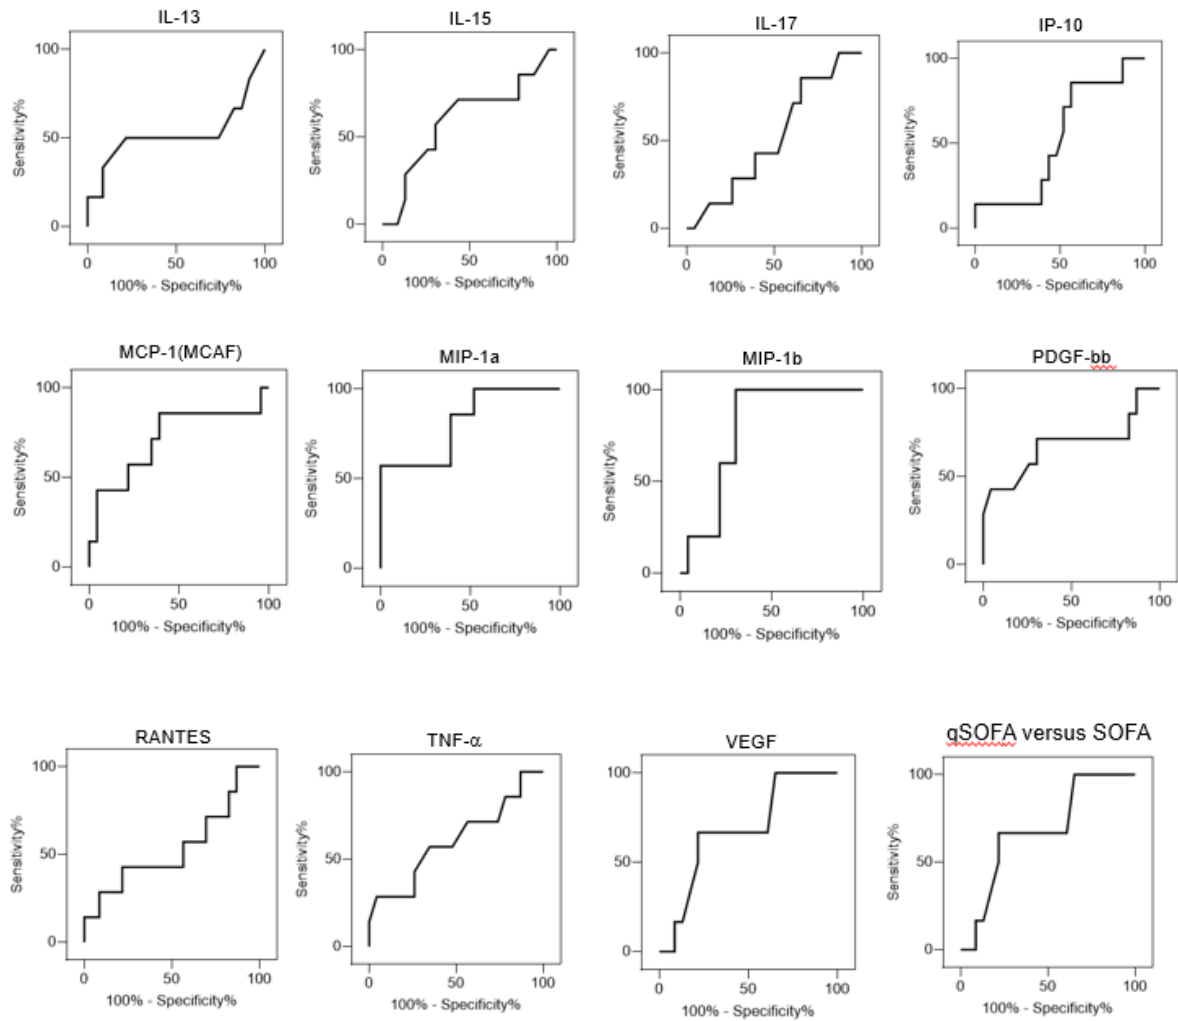 IL-13
100
50
0
Sensitivity%
0 50 100
100% - Specificity%
IL-15
100
50
0
Sensitivity%
0 50 100
100% - Specificity%
IL-17
100
50
0
Sensitivity%
0 50 100
100% - Specificity%
IP-10
100
50
0
Sensitivity%
0 50 100
100% - Specificity%
MCP-1(MCAF)
100
50
0
Sensitivity%
0 50 100
100% - Specificity%
MIP-1a
100
50
0
Sensitivity%
0 50 100
100% - Specificity%
MIP-1b
100
50
0
Sensitivity%
0 50 100
100% - Specificity%
PDGF-bb
100
50
0
Sensitivity%
0 50 100
100% - Specificity%
RANTES
100
50
0
Sensitivity%
0 50 100
100% - Specificity%
TNF-α
100
50
0
Sensitivity%
0 50 100
100% - Specificity%
VEGF
100
50
0
Sensitivity%
0 50 100
100% - Specificity%
qSOFA versus SOFA
100
50
0
Sensitivity%
0 50 100
100% - Specificity%